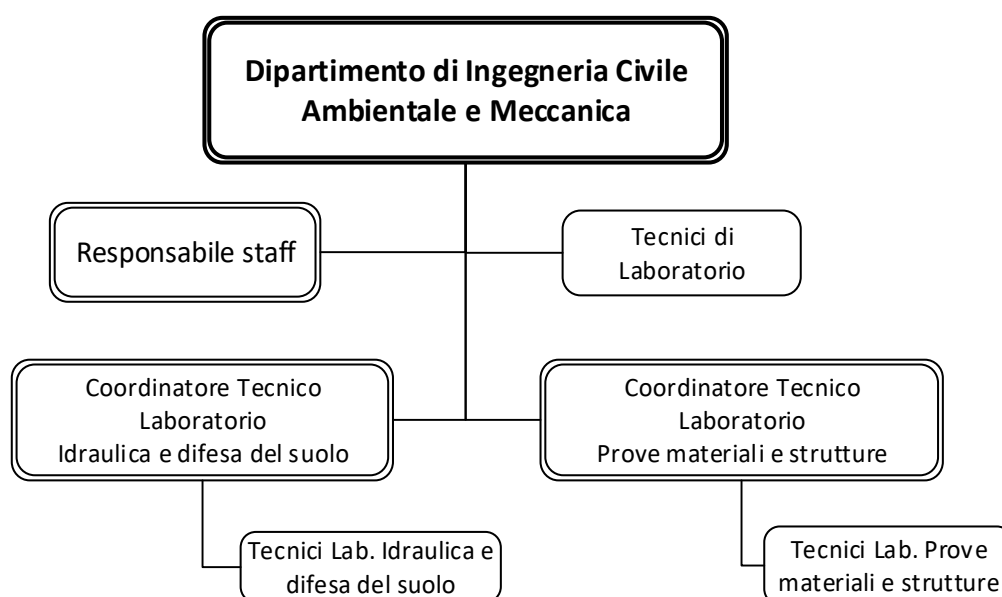 Dipartimento di Ingegneria Civile
Ambientale e Meccanica
Responsabile staff
Tecnici di
Laboratorio
Coordinatore Tecnico
Laboratorio
Idraulica e difesa del suolo
Coordinatore Tecnico
Laboratorio
Prove materiali e strutture
Tecnici Lab. Idraulica e
difesa del suolo
Tecnici Lab. Prove
materiali e strutture